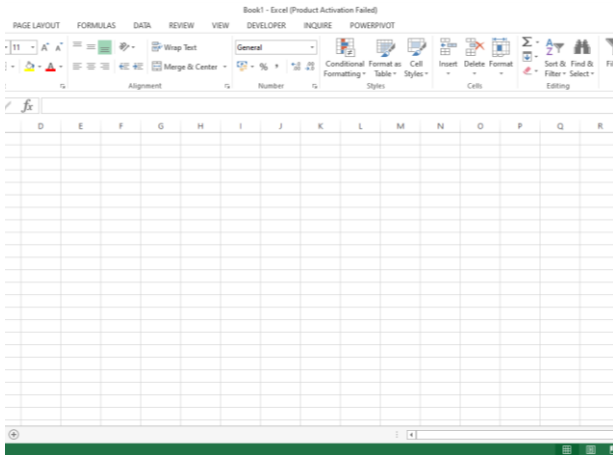 Book1 - Excel (Product Activation Failed)
PAGE LAYOUT FORMULAS DATA REVIEW VIEW DEVELOPER INQUIRE POWERPIVOT
11 A A Wrap Text General Σ
A Merge & Center % , Conditional Formatting Format as Table Cell Styles Insert Delete Format Sort & Filter Find & Select
Alignment Number Styles Cells Editing
fx
D E F G H I J K L M N O P Q R